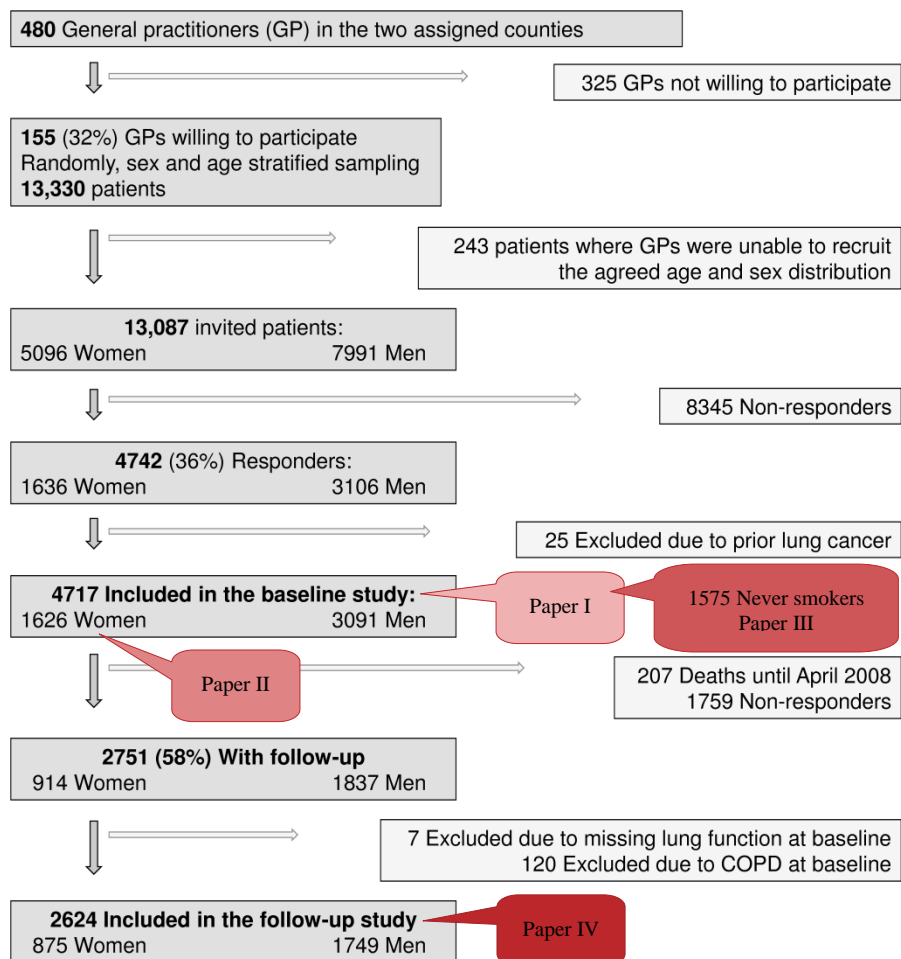 480 General practitioners (GP) in the two assigned counties
325 GPs not willing to participate
155 (32%) GPs willing to participate
Randomly, sex and age stratified sampling
13,330 patients
243 patients where GPs were unable to recruit
the agreed age and sex distribution
13,087 invited patients:
5096 Women 7991 Men
8345 Non-responders
4742 (36%) Responders:
1636 Women 3106 Men
25 Excluded due to prior lung cancer
4717 Included in the baseline study:
1626 Women 3091 Men
Paper I
1575 Never smokers
Paper III
Paper II
207 Deaths until April 2008
1759 Non-responders
2751 (58%) With follow-up
914 Women 1837 Men
7 Excluded due to missing lung function at baseline
120 Excluded due to COPD at baseline
2624 Included in the follow-up study
875 Women 1749 Men
Paper IV